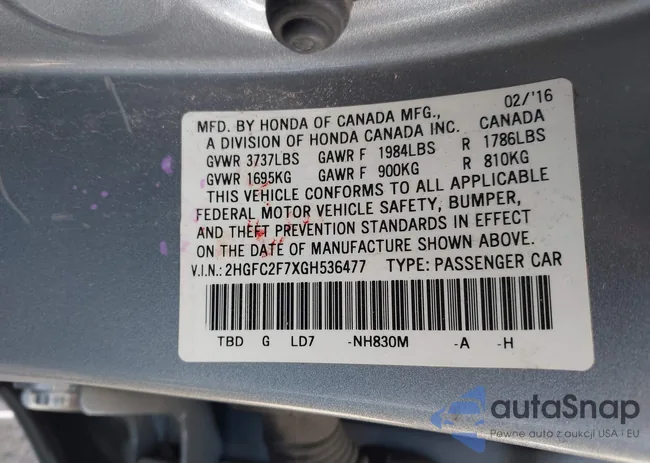 MFD. BY HONDA OF CANADA MFG., 02/'16
A DIVISION OF HONDA CANADA INC. CANADA
GVWR 3737LBS GAWR F 1984LBS R 1786LBS
GVWR 1695KG GAWR F 900KG R 810KG
THIS VEHICLE CONFORMS TO ALL APPLICABLE
FEDERAL MOTOR VEHICLE SAFETY, BUMPER,
AND THEFT PREVENTION STANDARDS IN EFFECT
ON THE DATE OF MANUFACTURE SHOWN ABOVE.
V.I.N.: 2HGFC2F7XGH536477 TYPE: PASSENGER CAR
TBD G LD7 -NH830M -A -H
autaSnap
Pewne auto z aukcji USA i EU